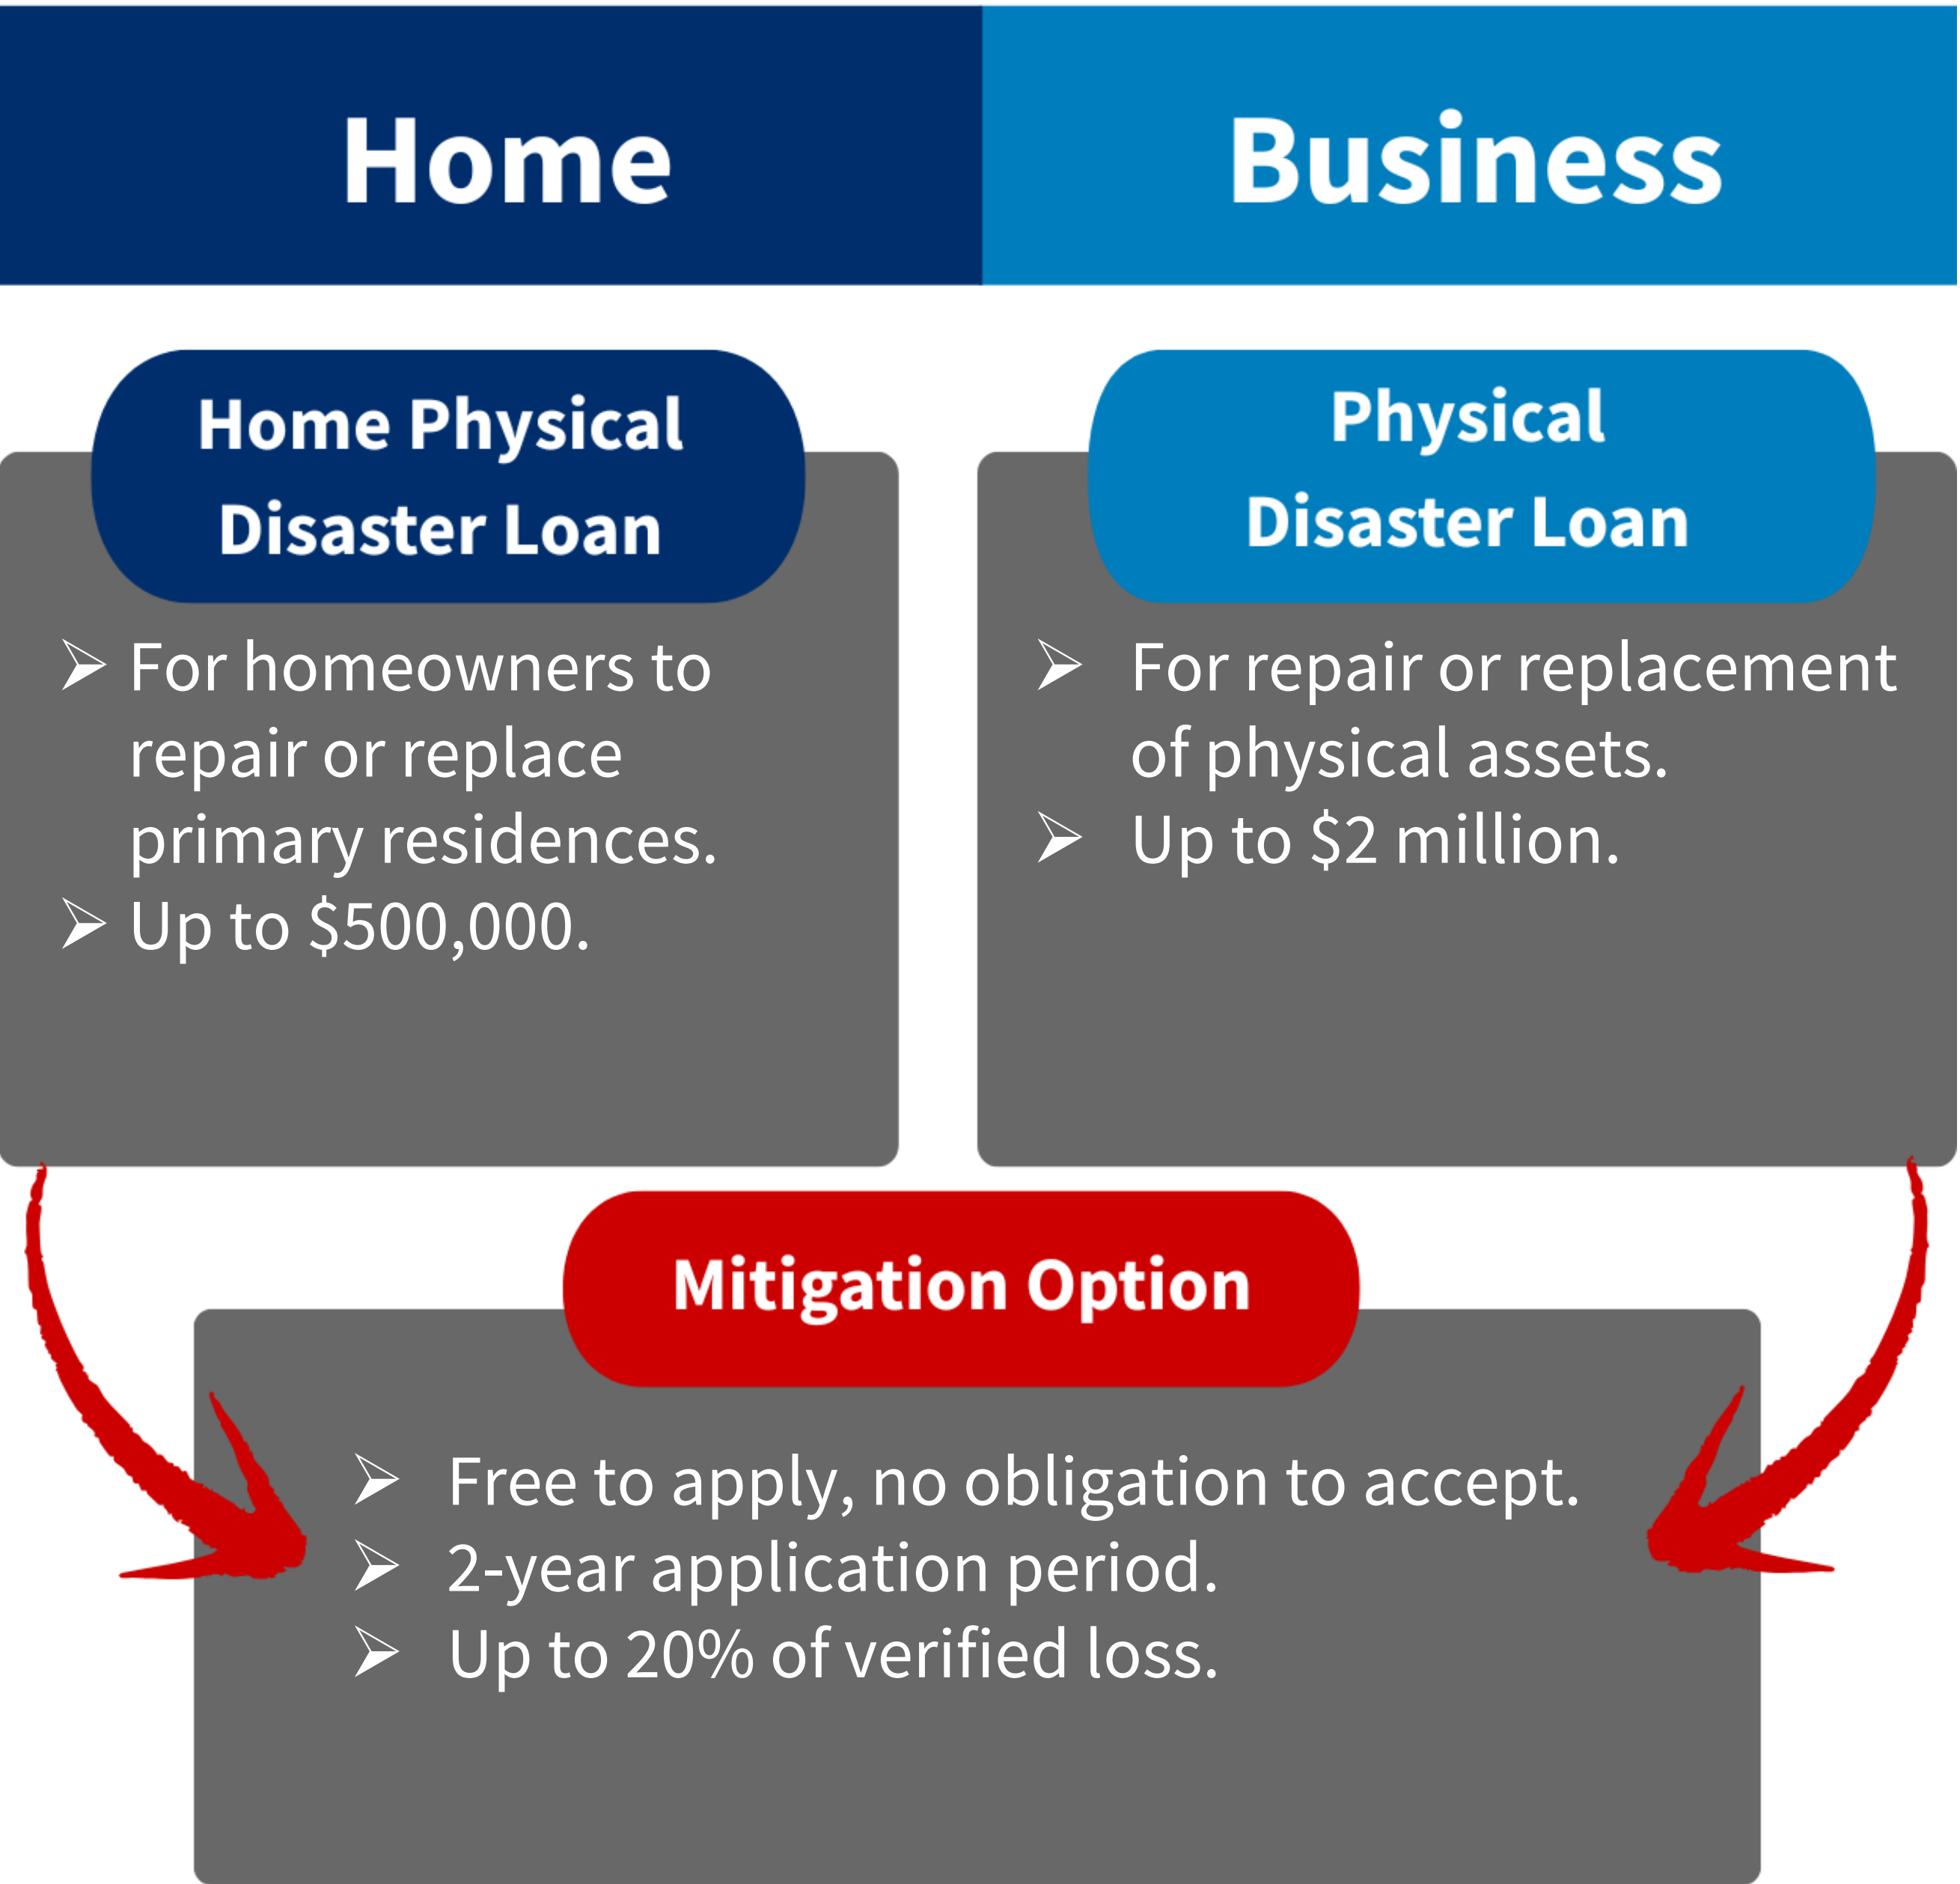 Home
Business
Home Physical
Disaster Loan
➢ For homeowners to
repair or replace
primary residences.
➢ Up to $500,000.
Physical
Disaster Loan
➢ For repair or replacement
of physical assets.
➢ Up to $2 million.
Mitigation Option
➢ Free to apply, no obligation to accept.
➢ 2-year application period.
➢ Up to 20% of verified loss.